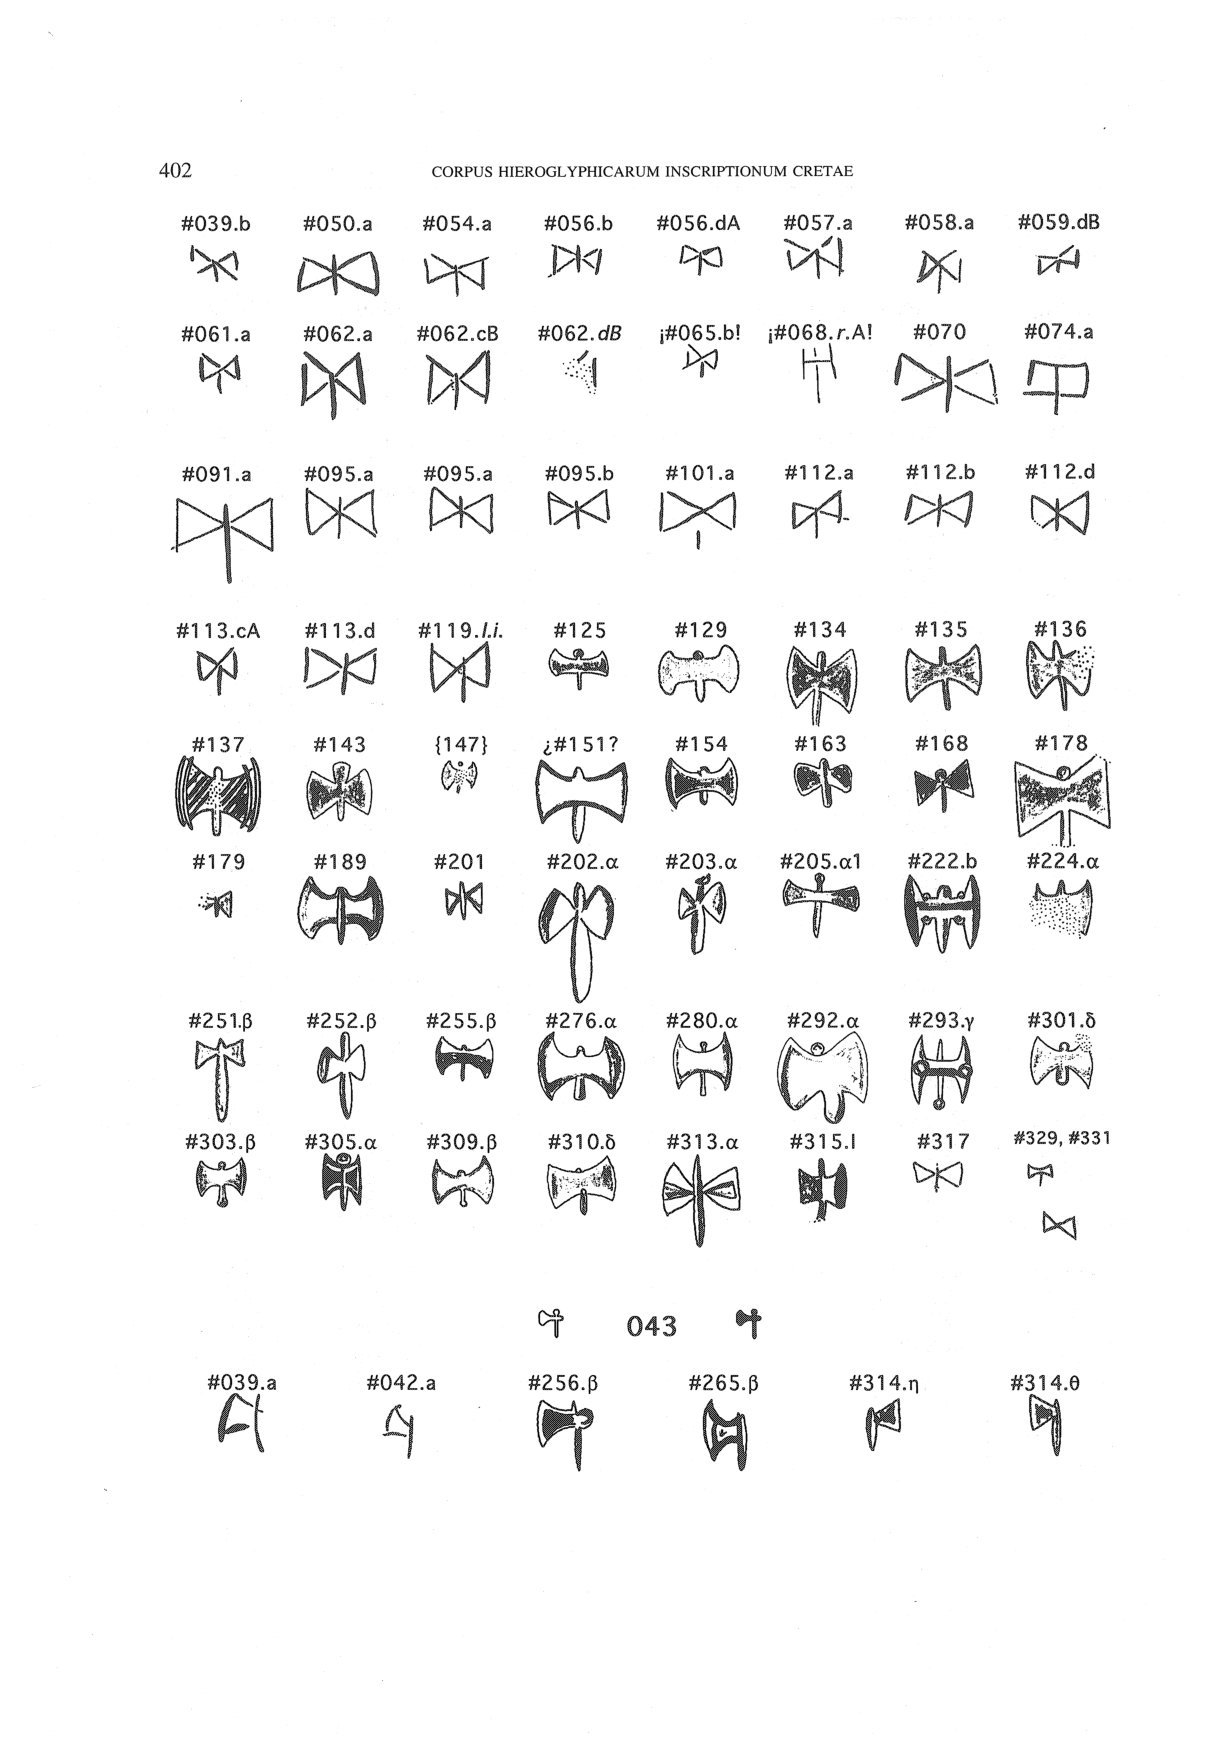 402 CORPUS HIEROGLYPHICARUM INSCRIPTIONUM CRETAE
#039.b #050.a #054.a #056.b #056.dA #057.a #058.a #059.dB
#061.a #062.a #062.cB #062.dB ¡#065.b! ¡#068.r.A! #070 #074.a
#091.a #095.a #095.a #095.b #101.a #112.a #112.b #112.d
#113.cA #113.d #119.l.i. #125 #129 #134 #135 #136
#137 #143 {147} ¿#151? #154 #163 #168 #178
#179 #189 #201 #202.α #203.α #205.α1 #222.b #224.α
#251.β #252.β #255.β #276.α #280.α #292.α #293.γ #301.δ
#303.β #305.α #309.β #310.δ #313.α #315.l #317 #329, #331
043
#039.a #042.a #256.β #265.β #314.η #314.θ